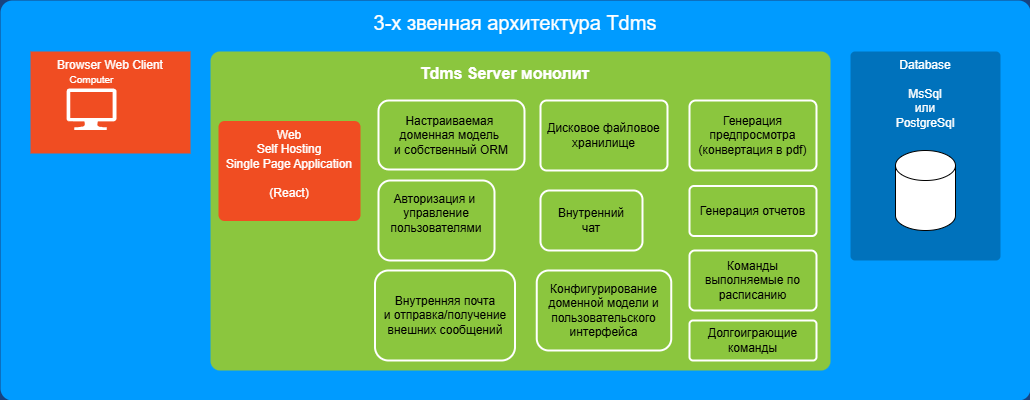 3-х звенная архитектура Tdms
Browser Web Client
Computer
Tdms Server монолит
Web
Self Hosting
Single Page Application
(React)
Настраиваемая
доменная модель
и собственный ORM
Дисковое файловое
хранилище
Генерация
предпросмотра
(конвертация в pdf)
Авторизация и
управление
пользователями
Внутренний
чат
Генерация отчетов
Внутренняя почта
и отправка/получение
внешних сообщений
Конфигурирование
доменной модели и
пользовательского
интерфейса
Команды
выполняемые по
расписанию
Долгоиграющие
команды
Database
MsSql
или
PostgreSql